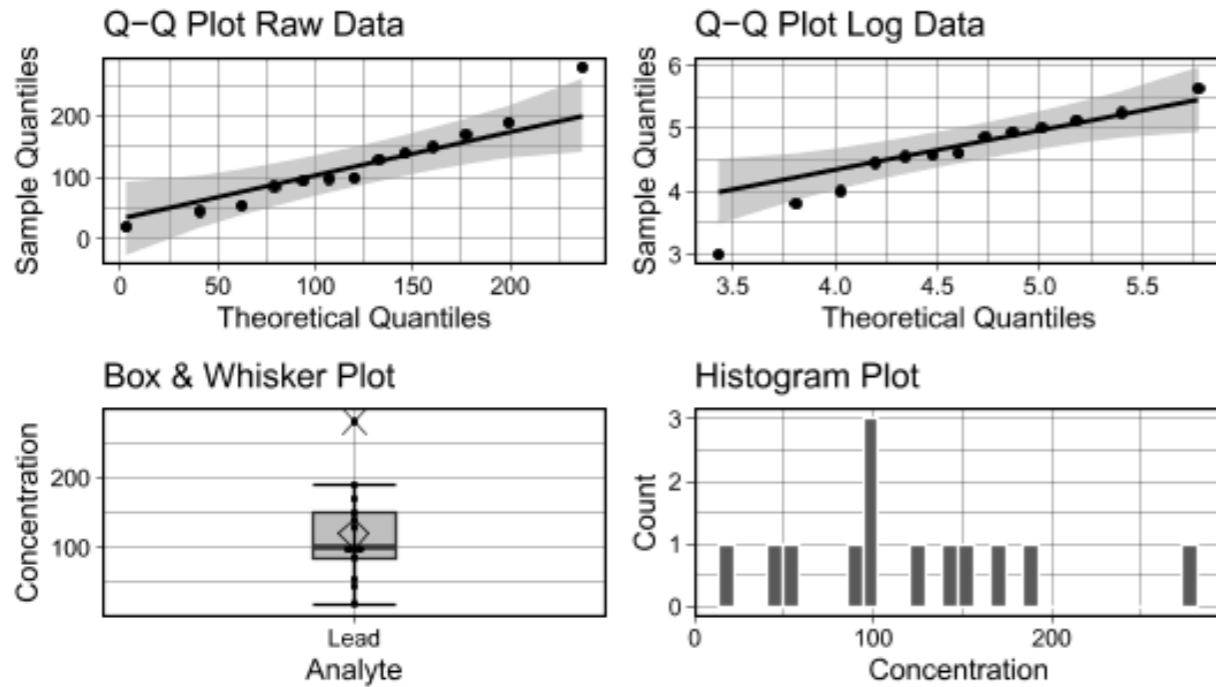 Q−Q Plot Raw Data
Sample Quantiles
200
100
0
0 50 100 150 200
Theoretical Quantiles
Q−Q Plot Log Data
Sample Quantiles
6
5
4
3
3.5 4.0 4.5 5.0 5.5
Theoretical Quantiles
Box & Whisker Plot
Concentration
200
100
Lead
Analyte
Histogram Plot
Count
3
2
1
0
0 100 200
Concentration